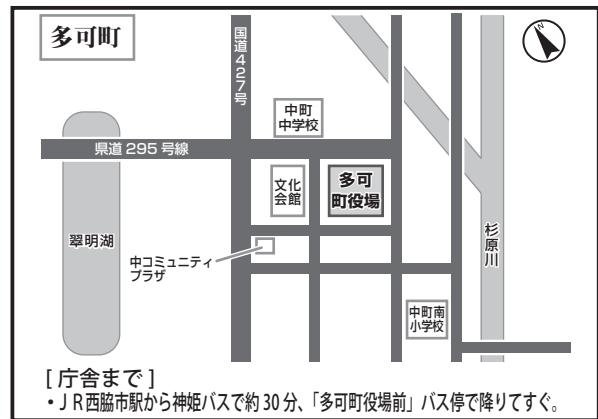 多可町
N
国道427号
中町
中学校
県道295号線
文化
会館
多可
町役場
翠明湖
中コミュニティ
プラザ
杉原川
中町南
小学校
[庁舎まで]
・JR西脇市駅から神姫バスで約30分、「多可町役場前」バス停で降りてすぐ。